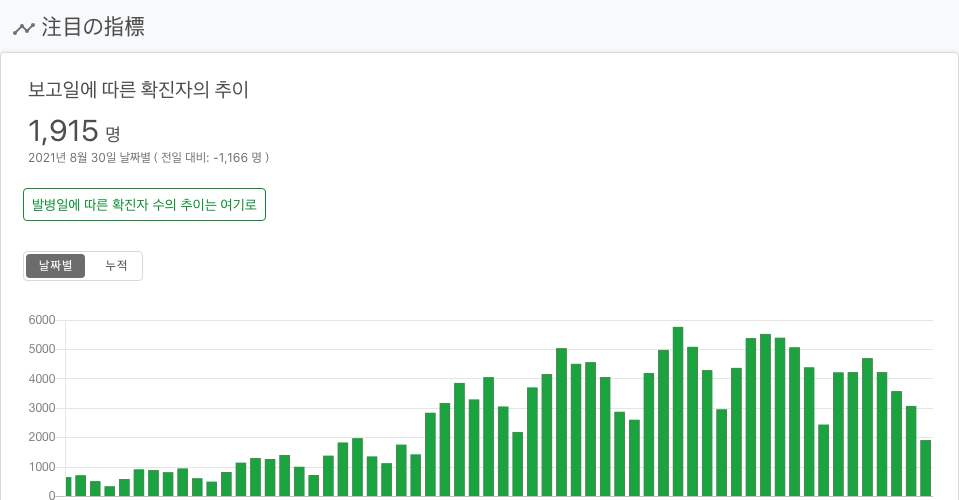 注目の指標
보고일에 따른 확진자의 추이
1,915 명
2021년 8월 30일 날짜별 ( 전일 대비: -1,166 명 )
발병일에 따른 확진자 수의 추이는 여기로
날짜별 누적
6000
5000
4000
3000
2000
1000
0